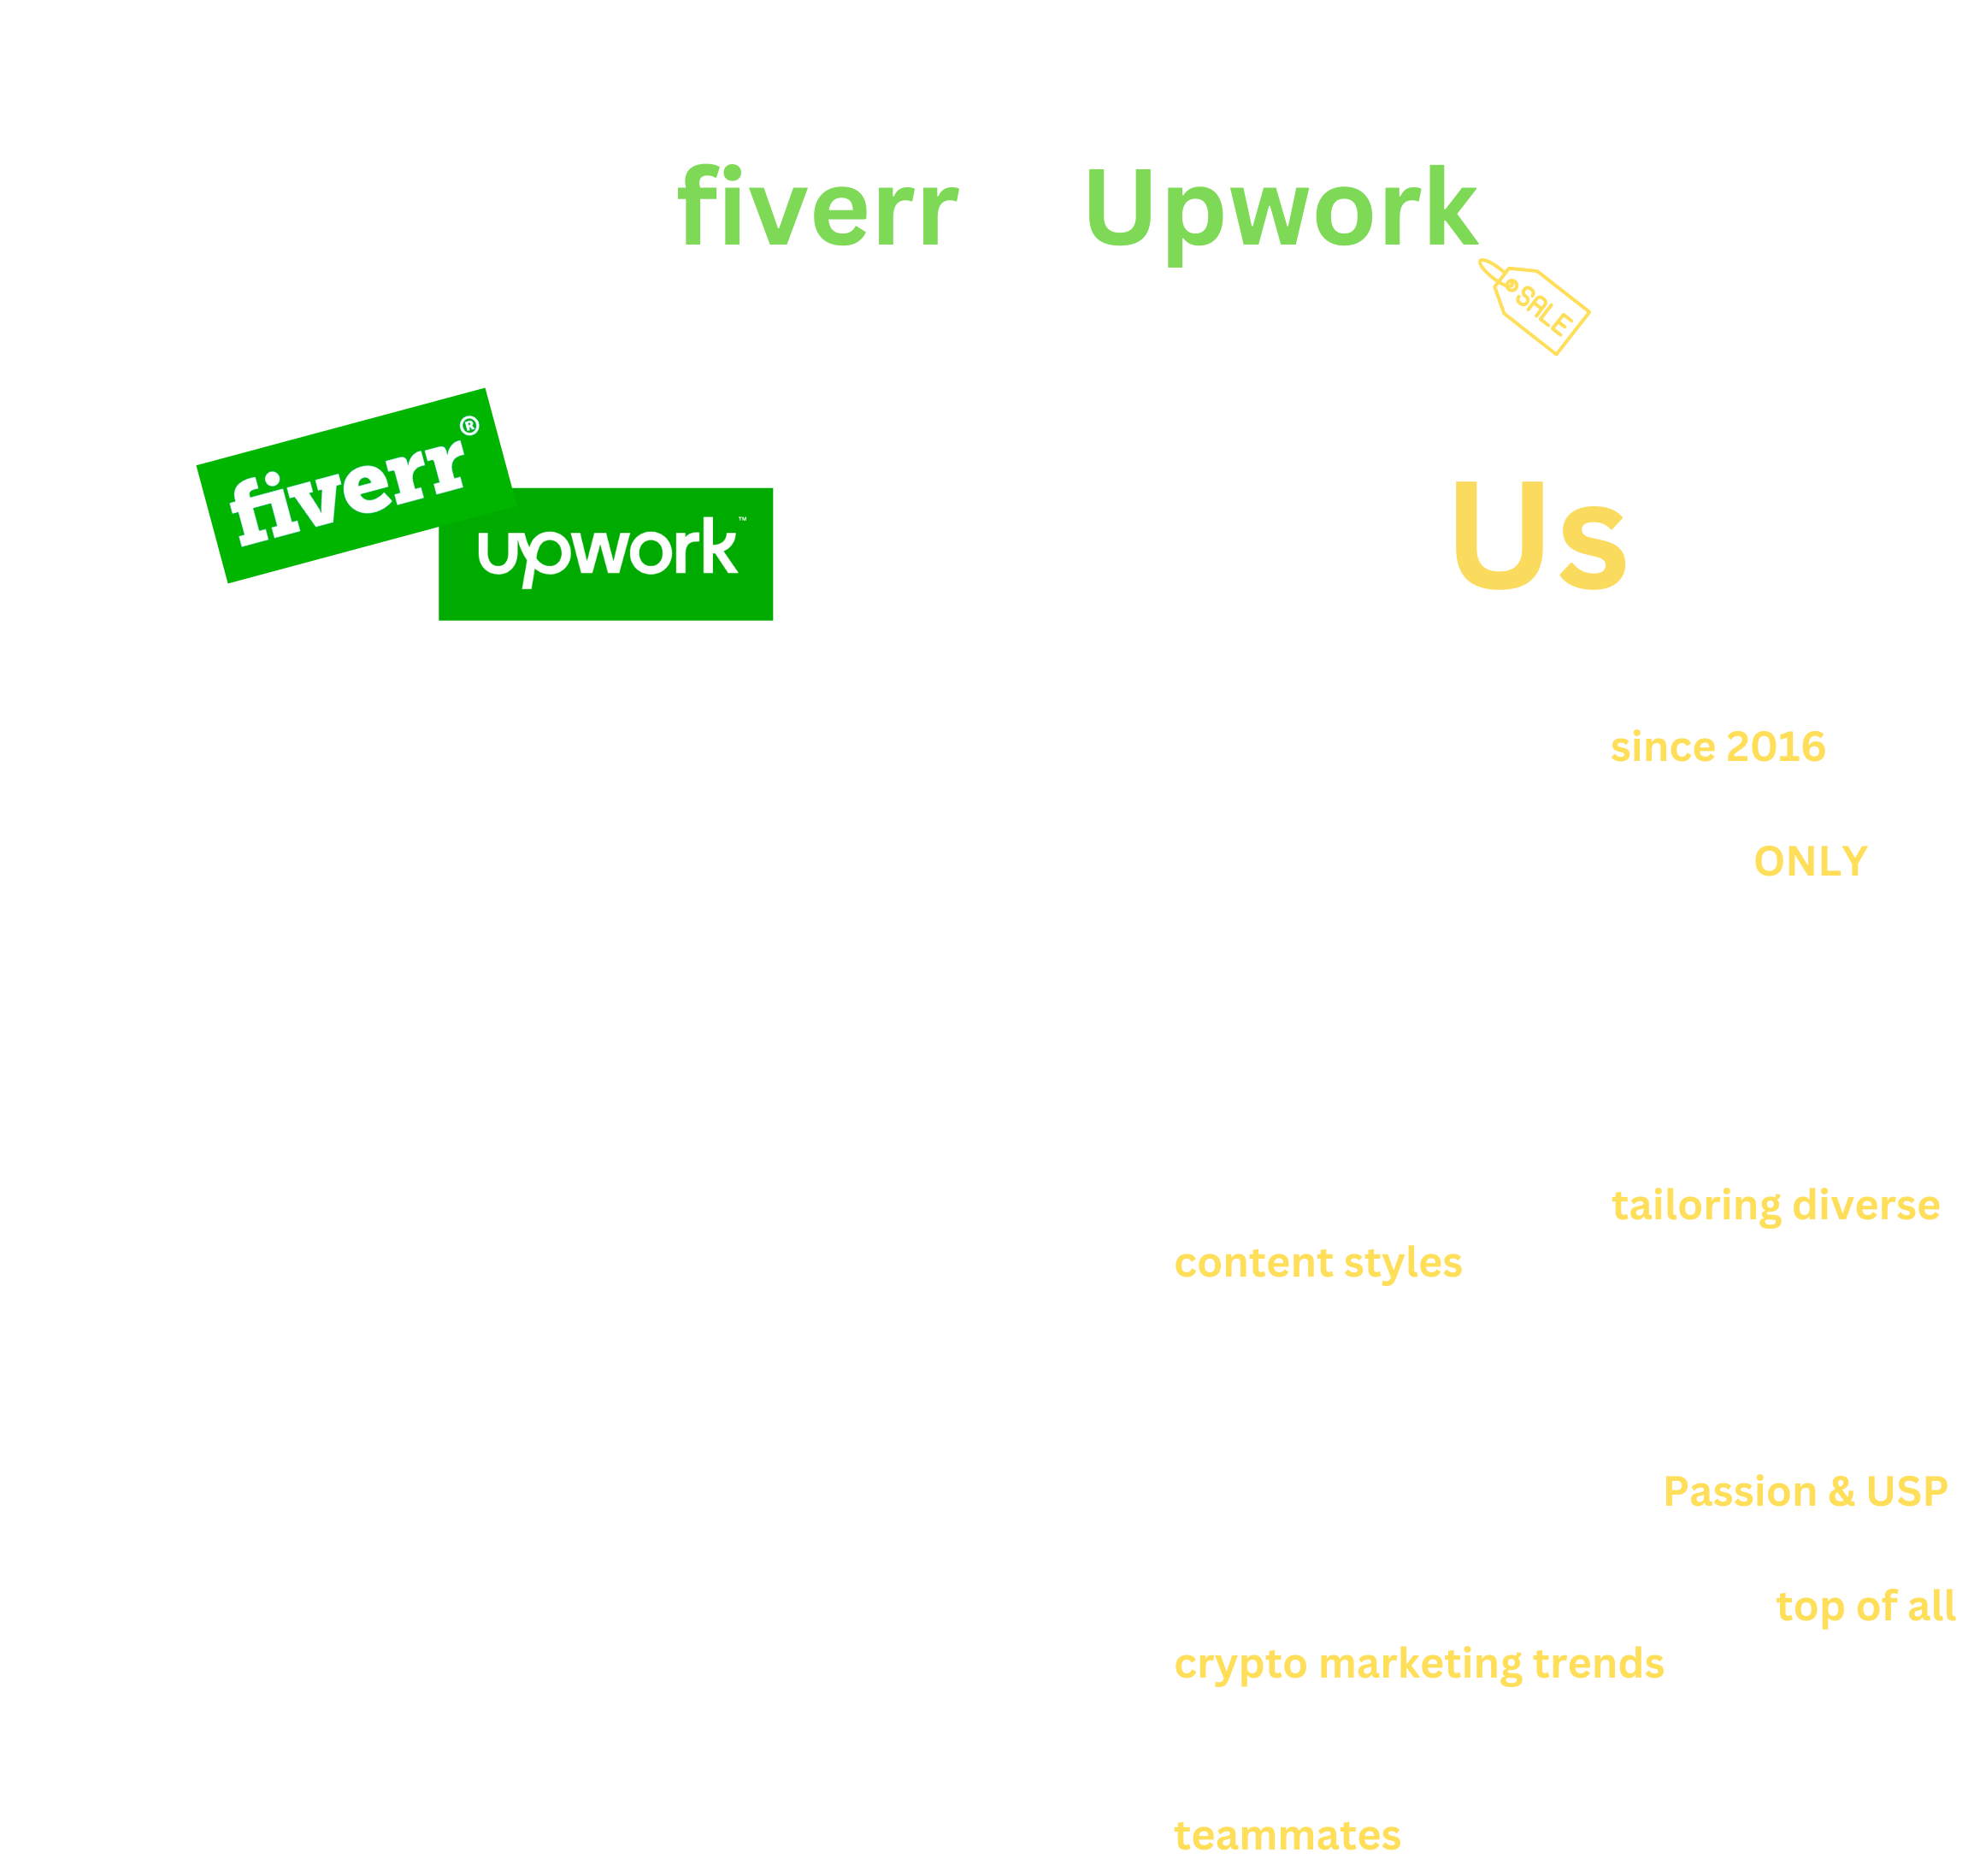 fiverr Upwork
SALE
fiverr®
upwork™
Us
since 2016
ONLY
tailoring diverse
content styles
Passion & USP
top of all
crypto marketing trends
teammates